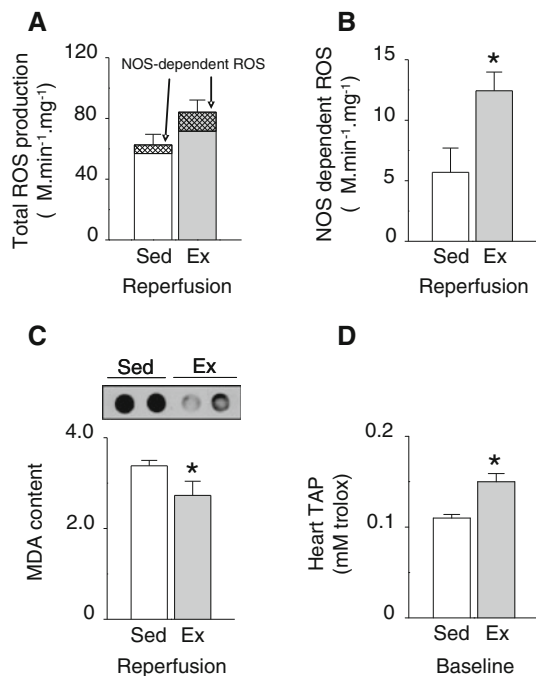 A
NOS-dependent ROS
Total ROS production
( M.min-1.mg-1)
120
80
60
40
0
Sed Ex
Reperfusion
B
NOS dependent ROS
( M.min-1.mg-1)
15
10
5
0
*
Sed Ex
Reperfusion
C
Sed Ex
MDA content
4.0
2.0
0
*
Sed Ex
Reperfusion
D
Heart TAP
(mM trolox)
0.2
0.1
0
*
Sed Ex
Baseline